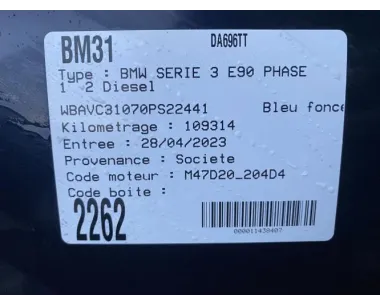 BM31 DA696TT
Type : BMW SERIE 3 E90 PHASE
1 2 Diesel
WBAVC31070PS22441 Bleu fonce
Kilometrage : 109314
Entree : 28/04/2023
Provenance : Societe
Code moteur : M47D20_204D4
Code boite :
2262
000011438407